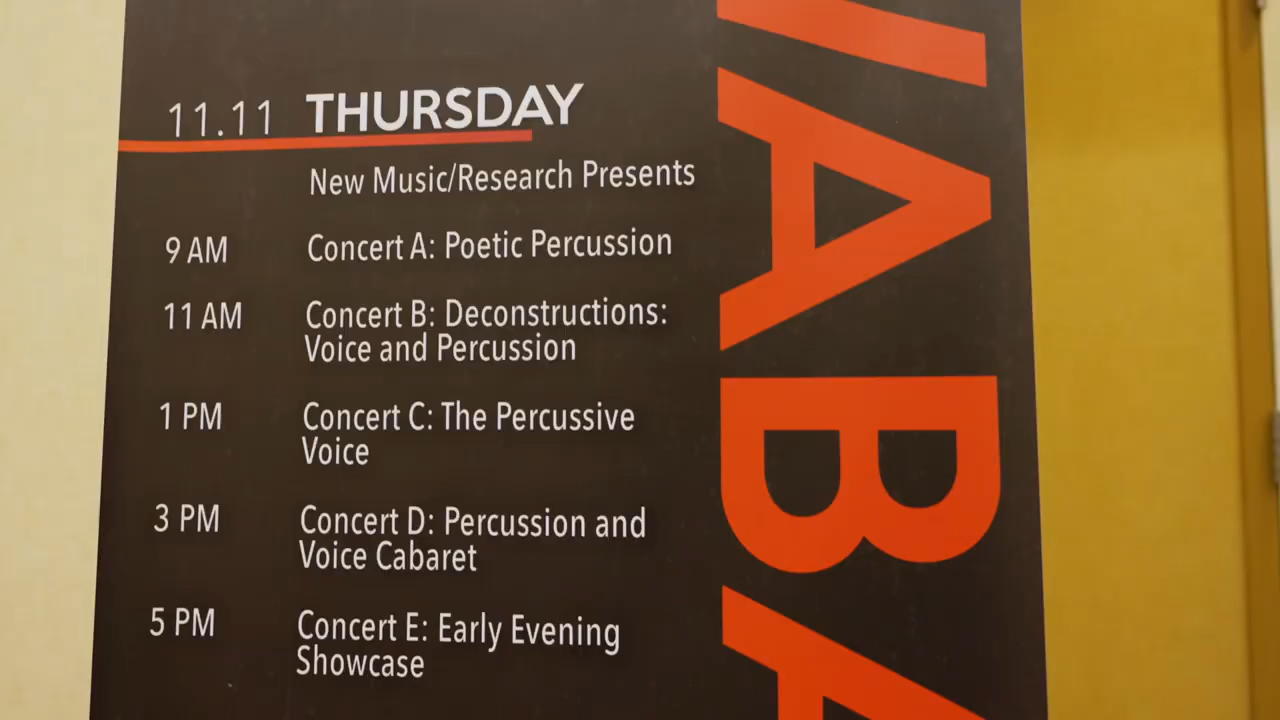 11.11 THURSDAY
New Music/Research Presents
9 AM Concert A: Poetic Percussion
11 AM Concert B: Deconstructions:
Voice and Percussion
1 PM Concert C: The Percussive
Voice
3 PM Concert D: Percussion and
Voice Cabaret
5 PM Concert E: Early Evening
Showcase
ABA